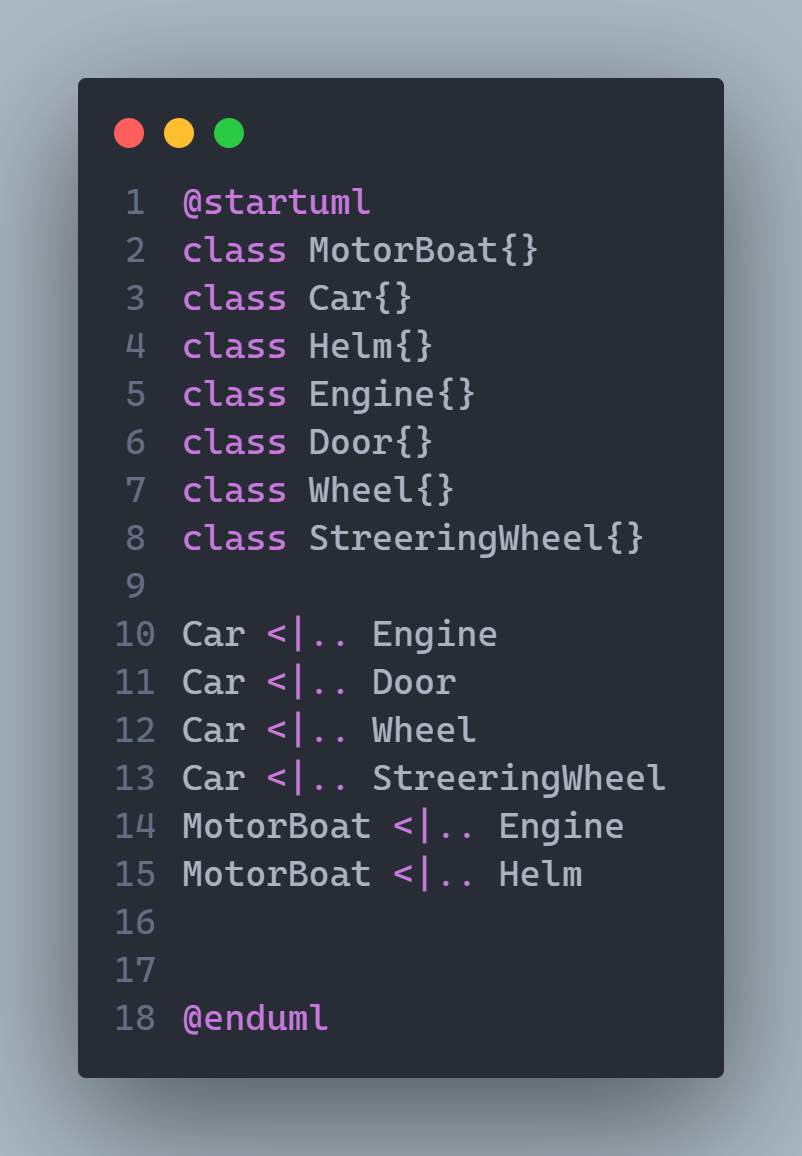 1 @startuml
2 class MotorBoat{}
3 class Car{}
4 class Helm{}
5 class Engine{}
6 class Door{}
7 class Wheel{}
8 class StreeringWheel{}
9
10 Car <|.. Engine
11 Car <|.. Door
12 Car <|.. Wheel
13 Car <|.. StreeringWheel
14 MotorBoat <|.. Engine
15 MotorBoat <|.. Helm
16
17
18 @enduml